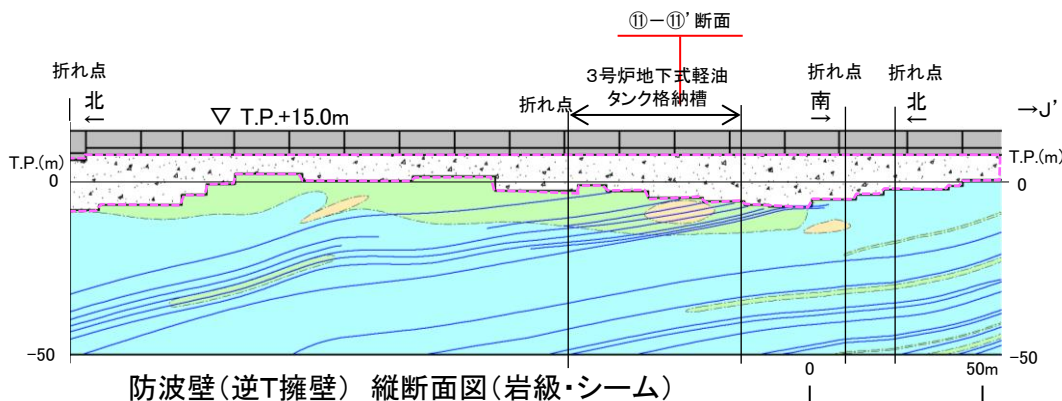 ⑪－⑪’断面
折れ点
3号炉地下式軽油
タンク格納槽
折れ点
折れ点
北
←
▽ T.P.+15.0m
折れ点
南
→
北
←
→J’
T.P.(m)
T.P.(m)
0
0
-50
-50
防波壁(逆T擁壁) 縦断面図(岩級・シーム)
0
50m